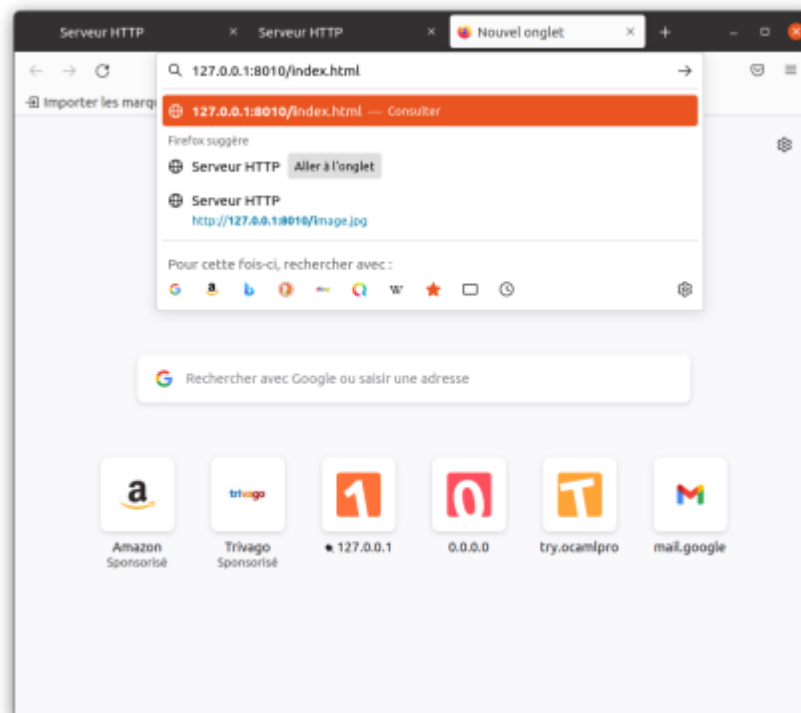 Serveur HTTP × Serveur HTTP × Nouvel onglet × +
127.0.0.1:8010/index.html
Importer les marq
127.0.0.1:8010/index.html — Consulter
Firefox suggère
Serveur HTTP Aller à l'onglet
Serveur HTTP
http://127.0.0.1:8010/image.jpg
Pour cette fois-ci, rechercher avec :
Rechercher avec Google ou saisir une adresse
trivago
Amazon Trivago 127.0.0.1 0.0.0.0 try.ocamlpro mail.google
Sponsorisé Sponsorisé